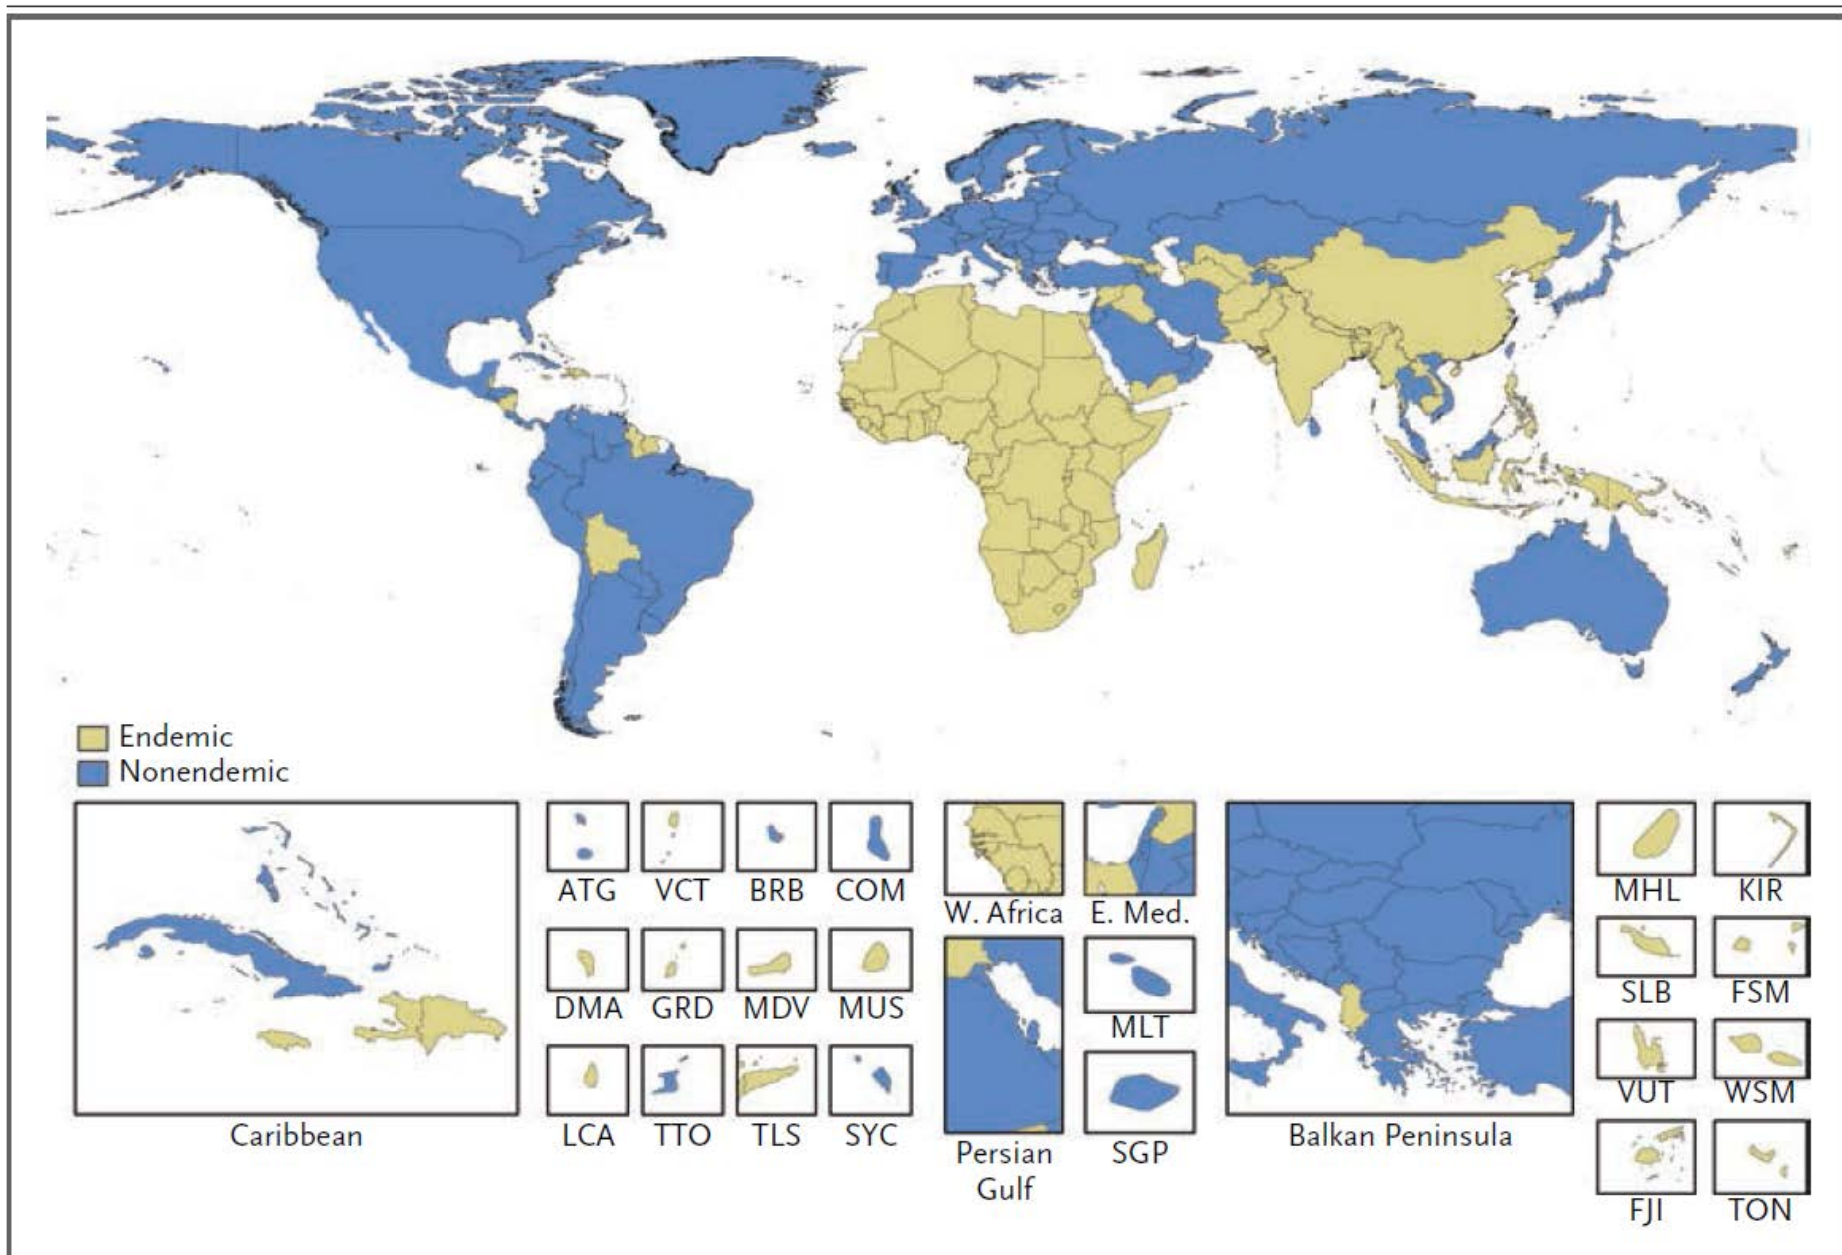 Endemic
Nonendemic
Caribbean
ATG VCT BRB COM
DMA GRD MDV MUS
LCA TTO TLS SYC
W. Africa E. Med.
Persian
Gulf
MLT
SGP
Balkan Peninsula
MHL KIR
SLB FSM
VUT WSM
FJI TON